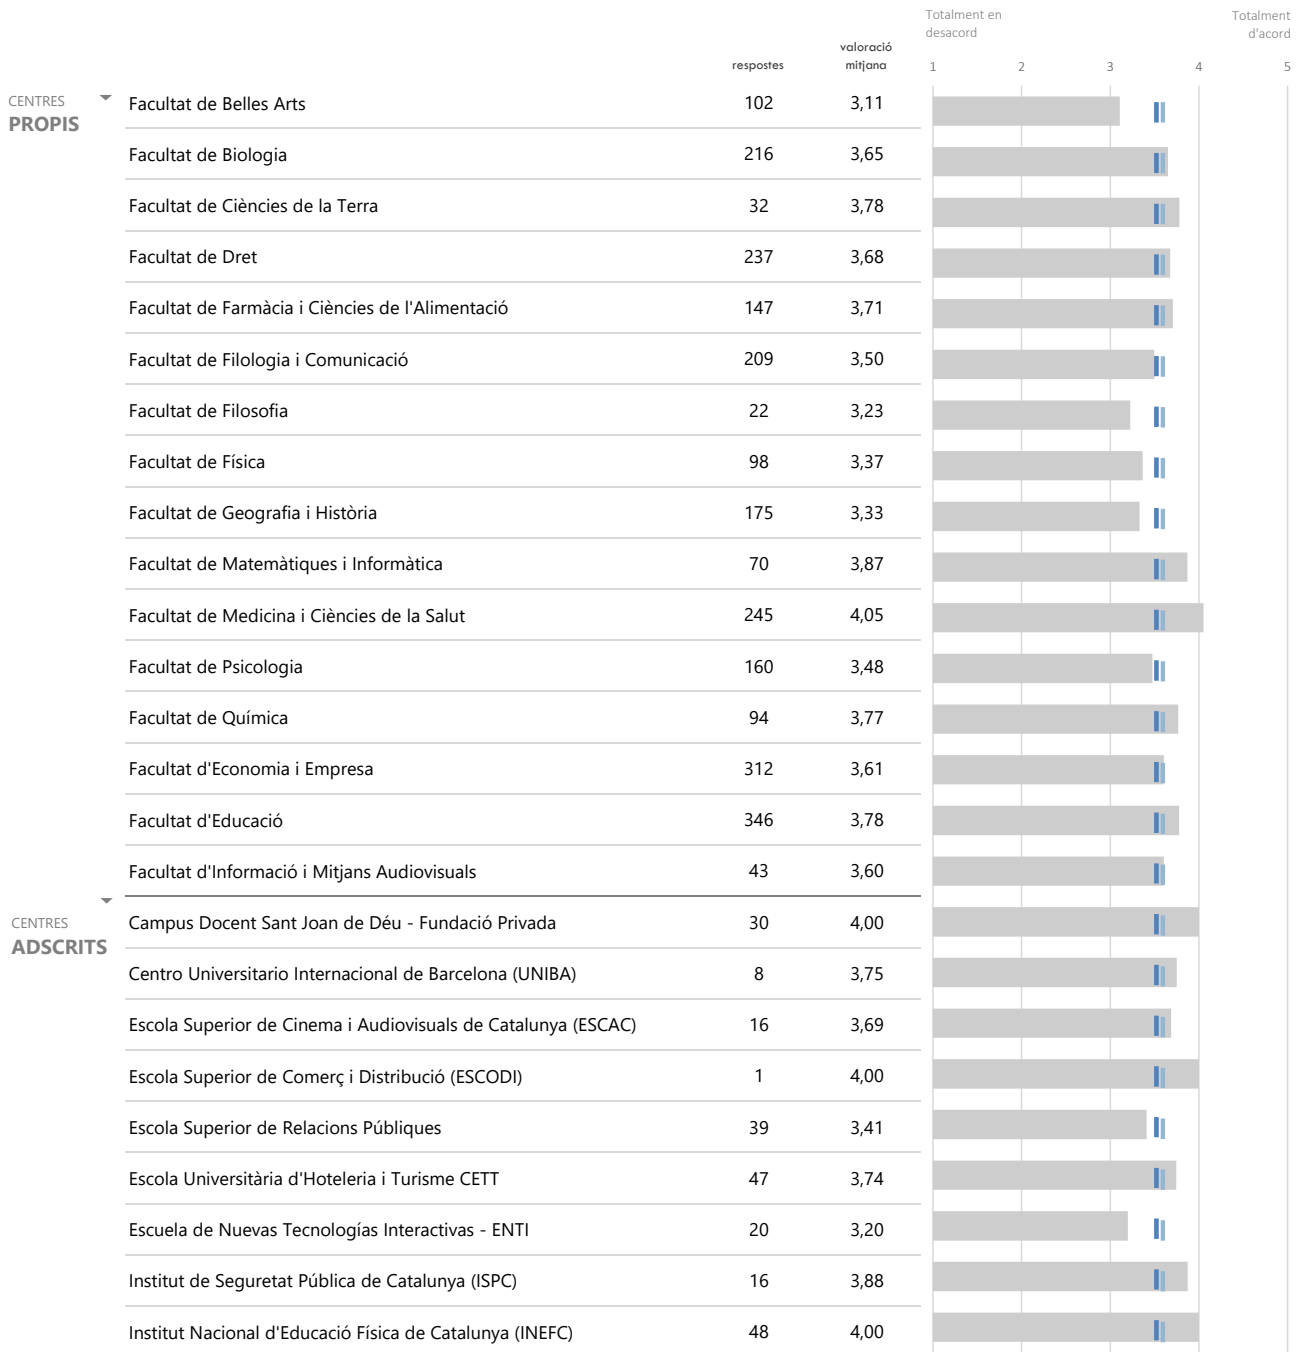 Totalment en desacord
Totalment d'acord
respostes valoració mitjana 1 2 3 4 5
CENTRES PROPIS
Facultat de Belles Arts 102 3,11
Facultat de Biologia 216 3,65
Facultat de Ciències de la Terra 32 3,78
Facultat de Dret 237 3,68
Facultat de Farmàcia i Ciències de l'Alimentació 147 3,71
Facultat de Filologia i Comunicació 209 3,50
Facultat de Filosofia 22 3,23
Facultat de Física 98 3,37
Facultat de Geografia i Història 175 3,33
Facultat de Matemàtiques i Informàtica 70 3,87
Facultat de Medicina i Ciències de la Salut 245 4,05
Facultat de Psicologia 160 3,48
Facultat de Química 94 3,77
Facultat d'Economia i Empresa 312 3,61
Facultat d'Educació 346 3,78
Facultat d'Informació i Mitjans Audiovisuals 43 3,60
CENTRES ADSCRITS
Campus Docent Sant Joan de Déu - Fundació Privada 30 4,00
Centro Universitario Internacional de Barcelona (UNIBA) 8 3,75
Escola Superior de Cinema i Audiovisuals de Catalunya (ESCAC) 16 3,69
Escola Superior de Comerç i Distribució (ESCODI) 1 4,00
Escola Superior de Relacions Públiques 39 3,41
Escola Universitària d'Hoteleria i Turisme CETT 47 3,74
Escuela de Nuevas Tecnologías Interactivas - ENTI 20 3,20
Institut de Seguretat Pública de Catalunya (ISPC) 16 3,88
Institut Nacional d'Educació Física de Catalunya (INEFC) 48 4,00